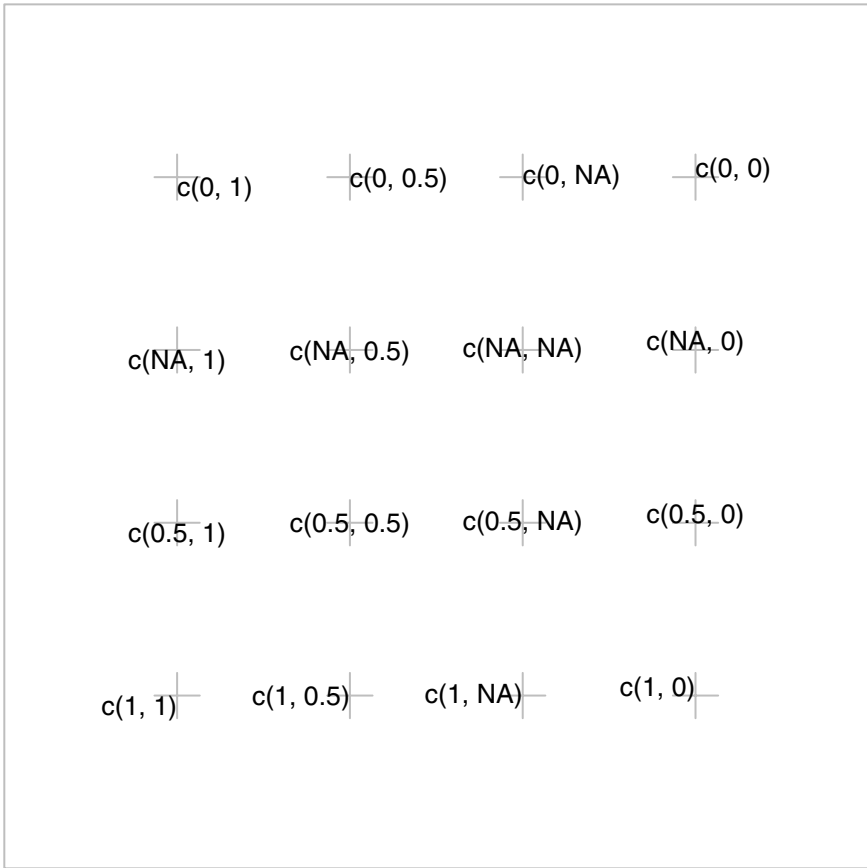 c(0, 1) c(0, 0.5) c(0, NA) c(0, 0)
c(NA, 1) c(NA, 0.5) c(NA, NA) c(NA, 0)
c(0.5, 1) c(0.5, 0.5) c(0.5, NA) c(0.5, 0)
c(1, 1) c(1, 0.5) c(1, NA) c(1, 0)